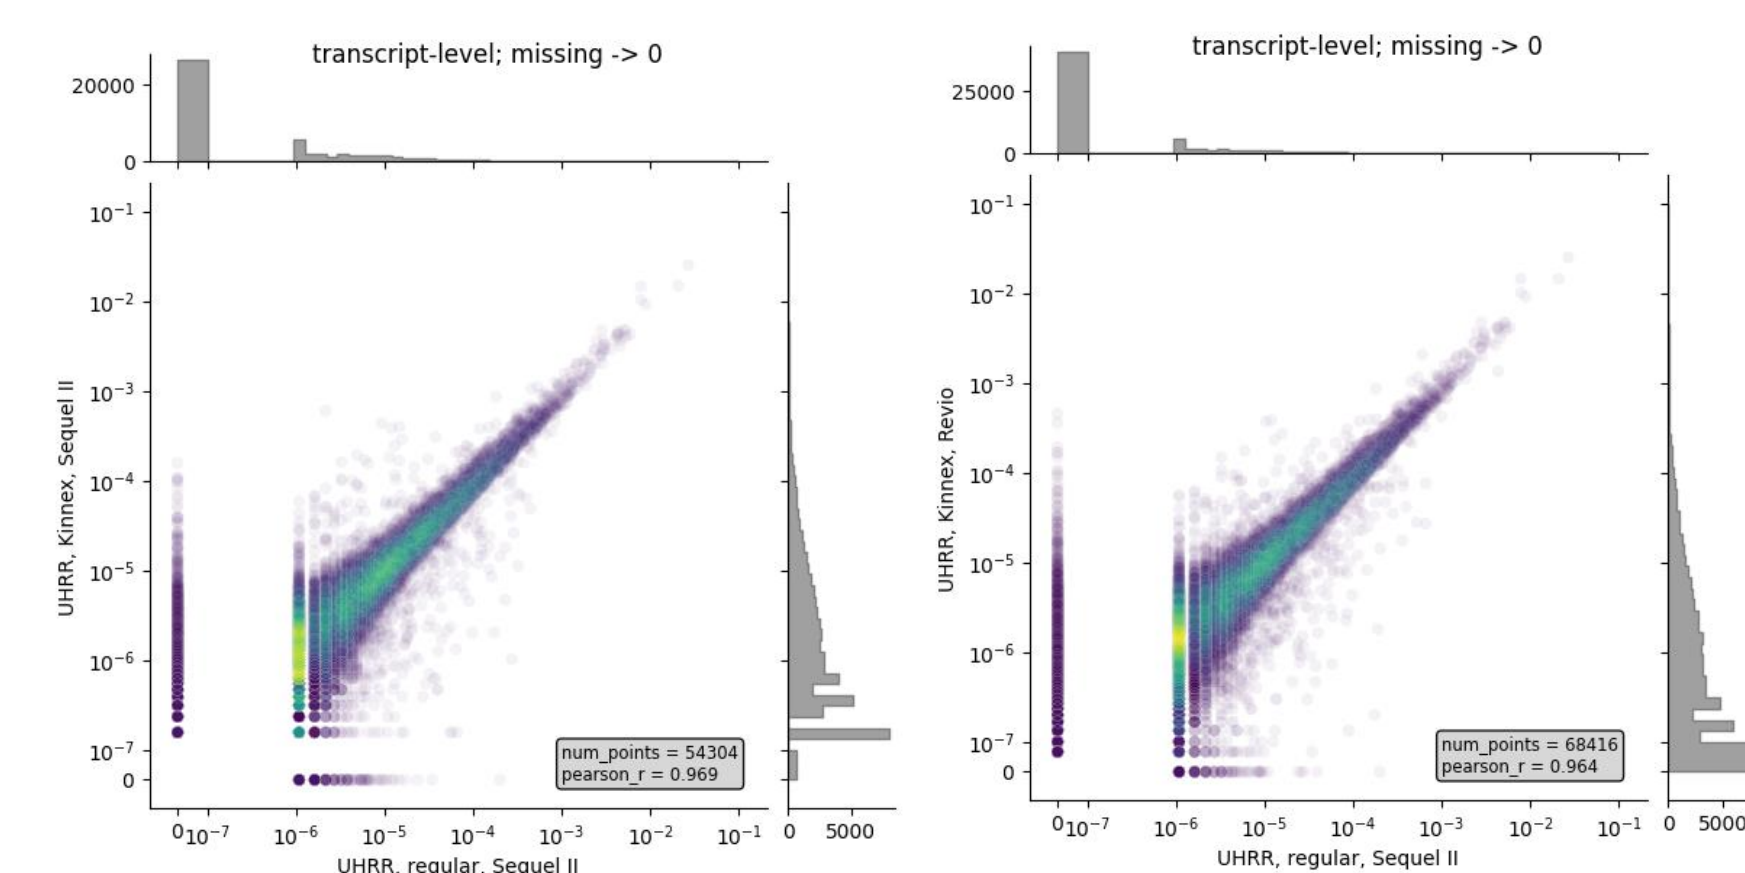 transcript-level; missing -> 0
20000
0
10⁻¹
10⁻²
10⁻³
10⁻⁴
10⁻⁵
10⁻⁶
10⁻⁷
0
UHRR, Kinnex, Sequel II
num_points = 54304
pearson_r = 0.969
0 10⁻⁷ 10⁻⁶ 10⁻⁵ 10⁻⁴ 10⁻³ 10⁻² 10⁻¹
0 5000
UHRR, regular, Sequel II
transcript-level; missing -> 0
25000
0
10⁻¹
10⁻²
10⁻³
10⁻⁴
10⁻⁵
10⁻⁶
10⁻⁷
0
UHRR, Kinnex, Revio
num_points = 68416
pearson_r = 0.964
0 10⁻⁷ 10⁻⁶ 10⁻⁵ 10⁻⁴ 10⁻³ 10⁻² 10⁻¹
0 5000
UHRR, regular, Sequel II